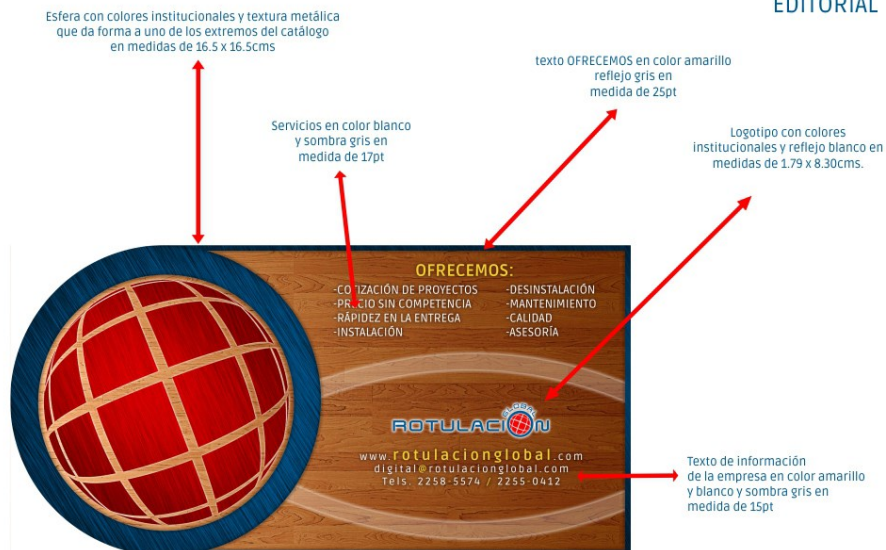 EDITORIAL
Esfera con colores institucionales y textura metálica
que da forma a uno de los extremos del catálogo
en medidas de 16.5 x 16.5cms
texto OFRECEMOS en color amarillo
reflejo gris en
medida de 25pt
Servicios en color blanco
y sombra gris en
medida de 17pt
Logotipo con colores
institucionales y reflejo blanco en
medidas de 1.79 x 8.30cms.
OFRECEMOS:
-COTIZACIÓN DE PROYECTOS
-PRECIO SIN COMPETENCIA
-RÁPIDEZ EN LA ENTREGA
-INSTALACIÓN
-DESINSTALACIÓN
-MANTENIMIENTO
-CALIDAD
-ASESORÍA
GLOBAL
ROTULACIÓN
www.rotulacionglobal.com
digital@rotulacionglobal.com
Tels. 2258-5574 / 2255-0412
Texto de información
de la empresa en color amarillo
y blanco y sombra gris en
medida de 15pt